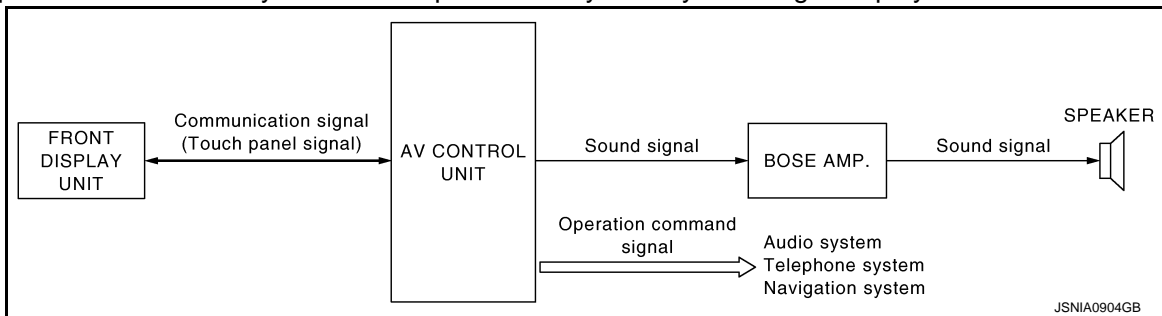 FRONT
DISPLAY
UNIT
Communication signal
(Touch panel signal)
AV CONTROL
UNIT
Sound signal
BOSE AMP.
Sound signal
SPEAKER
Operation command
signal
Audio system
Telephone system
Navigation system
JSNIA0904GB